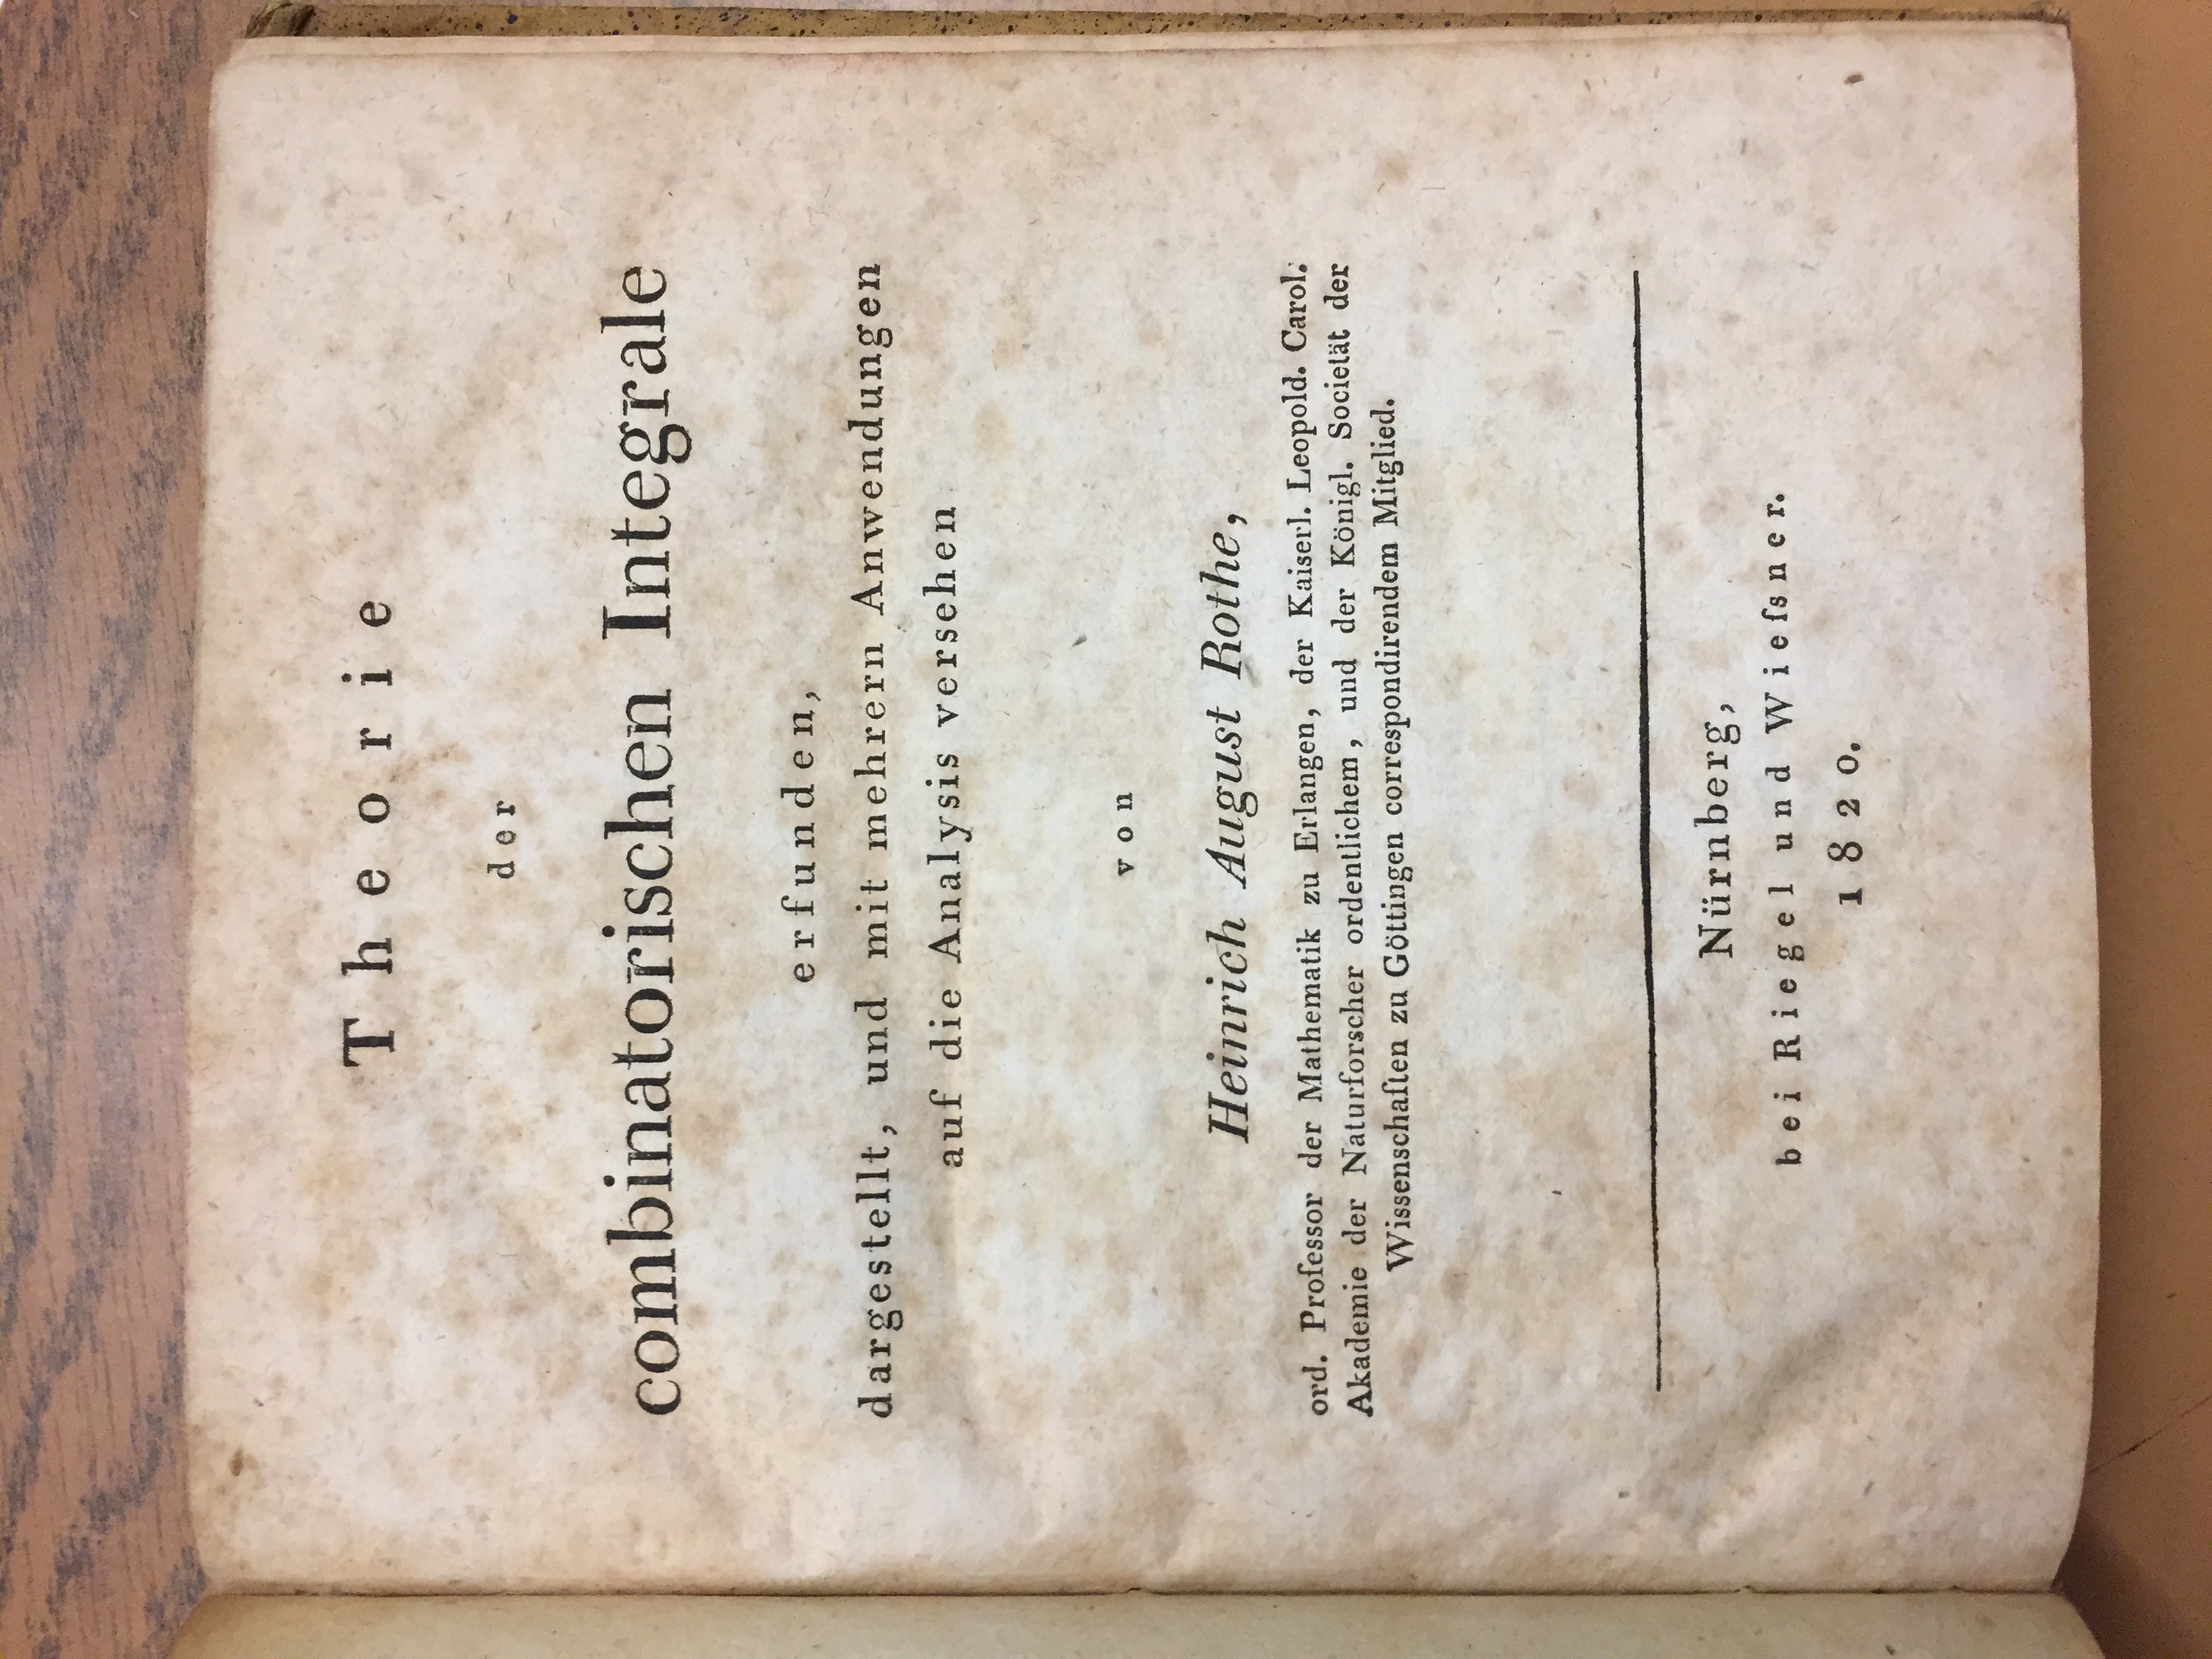 Theorie
der
combinatorischen Integrale
erfunden,
dargestellt, und mit mehrern Anwendungen
auf die Analysis versehen
von
Heinrich August Rothe,
ord. Professor der Mathematik zu Erlangen, der Kaiserl. Leopold. Carol.
Akademie der Naturforscher ordentlichem, und der Königl. Societät der
Wissenschaften zu Göttingen correspondirendem Mitglied.
Nürnberg,
bei Riegel und Wieſsner.
1820.